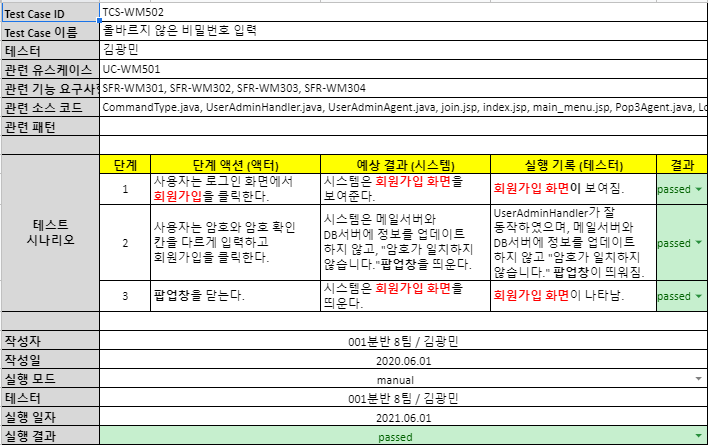 Test Case ID TCS-WM502
Test Case 이름 올바르지 않은 비밀번호 입력
테스터 김광민
관련 유스케이스 UC-WM501
관련 기능 요구사항 SFR-WM301, SFR-WM302, SFR-WM303, SFR-WM304
관련 소스 코드 CommandType.java, UserAdminHandler.java, UserAdminAgent.java, join.jsp, index.jsp, main_menu.jsp, Pop3Agent.java, Lo
관련 패턴
테스트
시나리오
단계 단계 액션 (액터) 예상 결과 (시스템) 실행 기록 (테스터) 결과
1
사용자는 로그인 화면에서
회원가입을 클릭한다.
시스템은 회원가입 화면을
보여준다.
회원가입 화면이 보여짐.
passed
2
사용자는 암호와 암호 확인
칸을 다르게 입력하고
회원가입을 클릭한다.
시스템은 메일서버와
DB서버에 정보를 업데이트
하지 않고, "암호가 일치하지
않습니다."팝업창을 띄운다.
UserAdminHandler가 잘
동작하였으며, 메일서버와
DB서버에 정보를 업데이트
하지 않고 "암호가 일치하지
않습니다." 팝업창이 띄워짐.
passed
3
팝업창을 닫는다.
시스템은 회원가입 화면을
띄운다.
회원가입 화면이 나타남.
passed
작성자 001분반 8팀 / 김광민
작성일 2020.06.01
실행 모드 manual
테스터 001분반 8팀 / 김광민
실행 일자 2021.06.01
실행 결과 passed